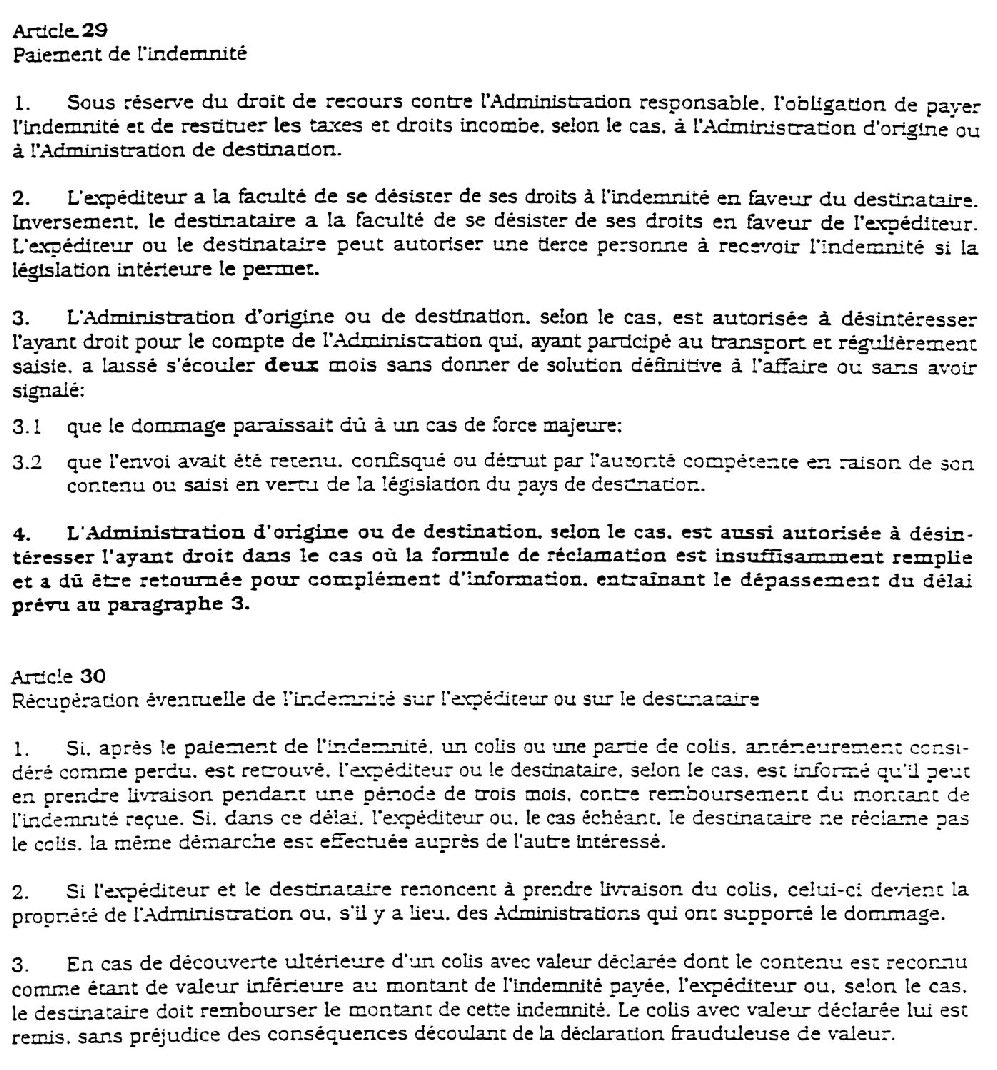 Article 29
Paiement de l'indemnité
1. Sous réserve du droit de recours contre l'Administration responsable, l'obligation de payer
l'indemnité et de restituer les taxes et droits incombe, selon le cas, à l'Administration d'origine ou
à l'Administration de destination.
2. L'expéditeur a la faculté de se désister de ses droits à l'indemnité en faveur du destinataire.
Inversement, le destinataire a la faculté de se désister de ses droits en faveur de l'expéditeur.
L'expéditeur ou le destinataire peut autoriser une tierce personne à recevoir l'indemnité si la
législation intérieure le permet.
3. L'Administration d'origine ou de destination, selon le cas, est autorisée à désintéresser
l'ayant droit pour le compte de l'Administration qui, ayant participé au transport et régulièrement
saisie, a laissé s'écouler deux mois sans donner de solution définitive à l'affaire ou sans avoir
signalé:
3.1 que le dommage paraissait dû à un cas de force majeure;
3.2 que l'envoi avait été retenu, confisqué ou détruit par l'autorité compétente en raison de son
contenu ou saisi en vertu de la législation du pays de destination.
4. L'Administration d'origine ou de destination, selon le cas, est aussi autorisée à désin-
téresser l'ayant droit dans le cas où la formule de réclamation est insuffisamment remplie
et a dû être retournée pour complément d'information, entraînant le dépassement du délai
prévu au paragraphe 3.
Article 30
Récupération éventuelle de l'indemnité sur l'expéditeur ou sur le destinataire
1. Si, après le paiement de l'indemnité, un colis ou une partie de colis, antérieurement consi-
déré comme perdu, est retrouvé, l'expéditeur ou le destinataire, selon le cas, est informé qu'il peut
en prendre livraison pendant une période de trois mois, contre remboursement du montant de
l'indemnité reçue. Si, dans ce délai, l'expéditeur ou, le cas échéant, le destinataire ne réclame pas
le colis, la même démarche est effectuée auprès de l'autre intéressé.
2. Si l'expéditeur et le destinataire renoncent à prendre livraison du colis, celui-ci devient la
propriété de l'Administration ou, s'il y a lieu, des Administrations qui ont supporté le dommage.
3. En cas de découverte ultérieure d'un colis avec valeur déclarée dont le contenu est reconnu
comme étant de valeur inférieure au montant de l'indemnité payée, l'expéditeur ou, selon le cas,
le destinataire doit rembourser le montant de cette indemnité. Le colis avec valeur déclarée lui est
remis, sans préjudice des conséquences découlant de la déclaration frauduleuse de valeur.